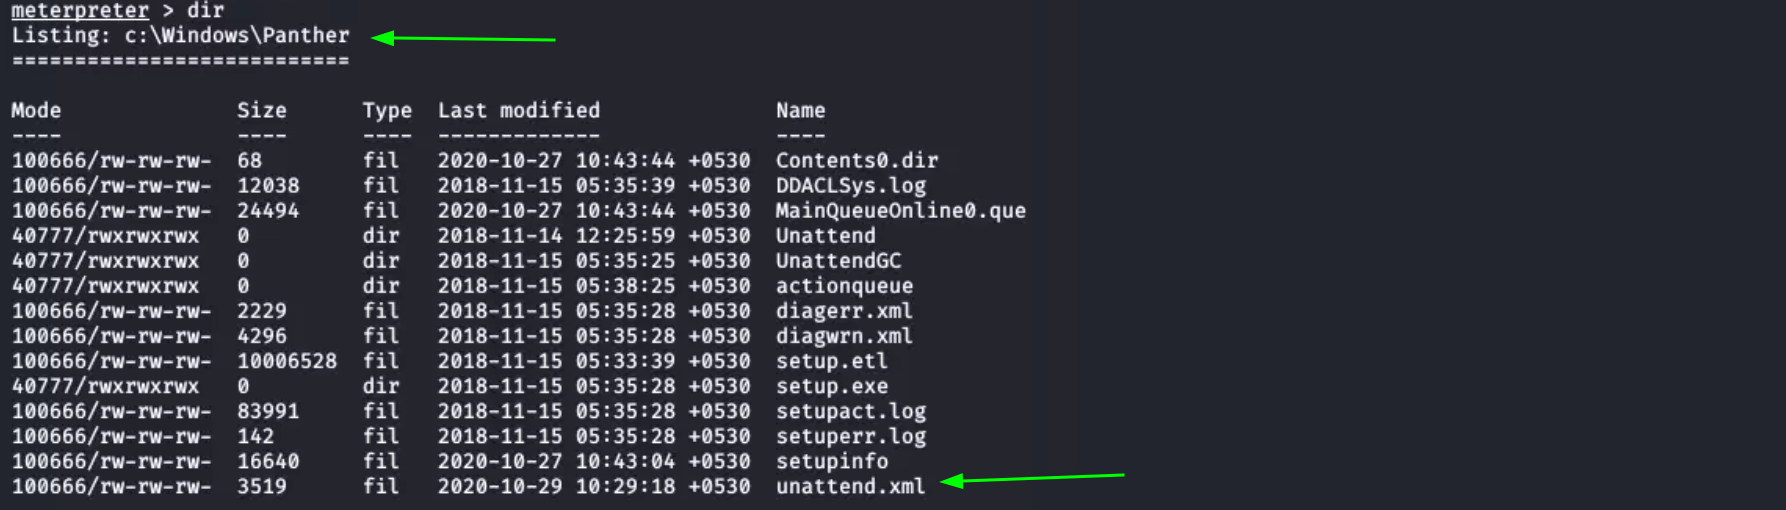 meterpreter > dir
Listing: c:\Windows\Panther
===========================
Mode Size Type Last modified Name
---- ---- ---- ------------- ----
100666/rw-rw-rw- 68 fil 2020-10-27 10:43:44 +0530 Contents0.dir
100666/rw-rw-rw- 12038 fil 2018-11-15 05:35:39 +0530 DDACLSys.log
100666/rw-rw-rw- 24494 fil 2020-10-27 10:43:44 +0530 MainQueueOnline0.que
40777/rwxrwxrwx 0 dir 2018-11-14 12:25:59 +0530 Unattend
40777/rwxrwxrwx 0 dir 2018-11-15 05:35:25 +0530 UnattendGC
40777/rwxrwxrwx 0 dir 2018-11-15 05:38:25 +0530 actionqueue
100666/rw-rw-rw- 2229 fil 2018-11-15 05:35:28 +0530 diagerr.xml
100666/rw-rw-rw- 4296 fil 2018-11-15 05:35:28 +0530 diagwrn.xml
100666/rw-rw-rw- 10006528 fil 2018-11-15 05:33:39 +0530 setup.etl
40777/rwxrwxrwx 0 dir 2018-11-15 05:35:28 +0530 setup.exe
100666/rw-rw-rw- 83991 fil 2018-11-15 05:35:28 +0530 setupact.log
100666/rw-rw-rw- 142 fil 2018-11-15 05:35:28 +0530 setuperr.log
100666/rw-rw-rw- 16640 fil 2020-10-27 10:43:04 +0530 setupinfo
100666/rw-rw-rw- 3519 fil 2020-10-29 10:29:18 +0530 unattend.xml